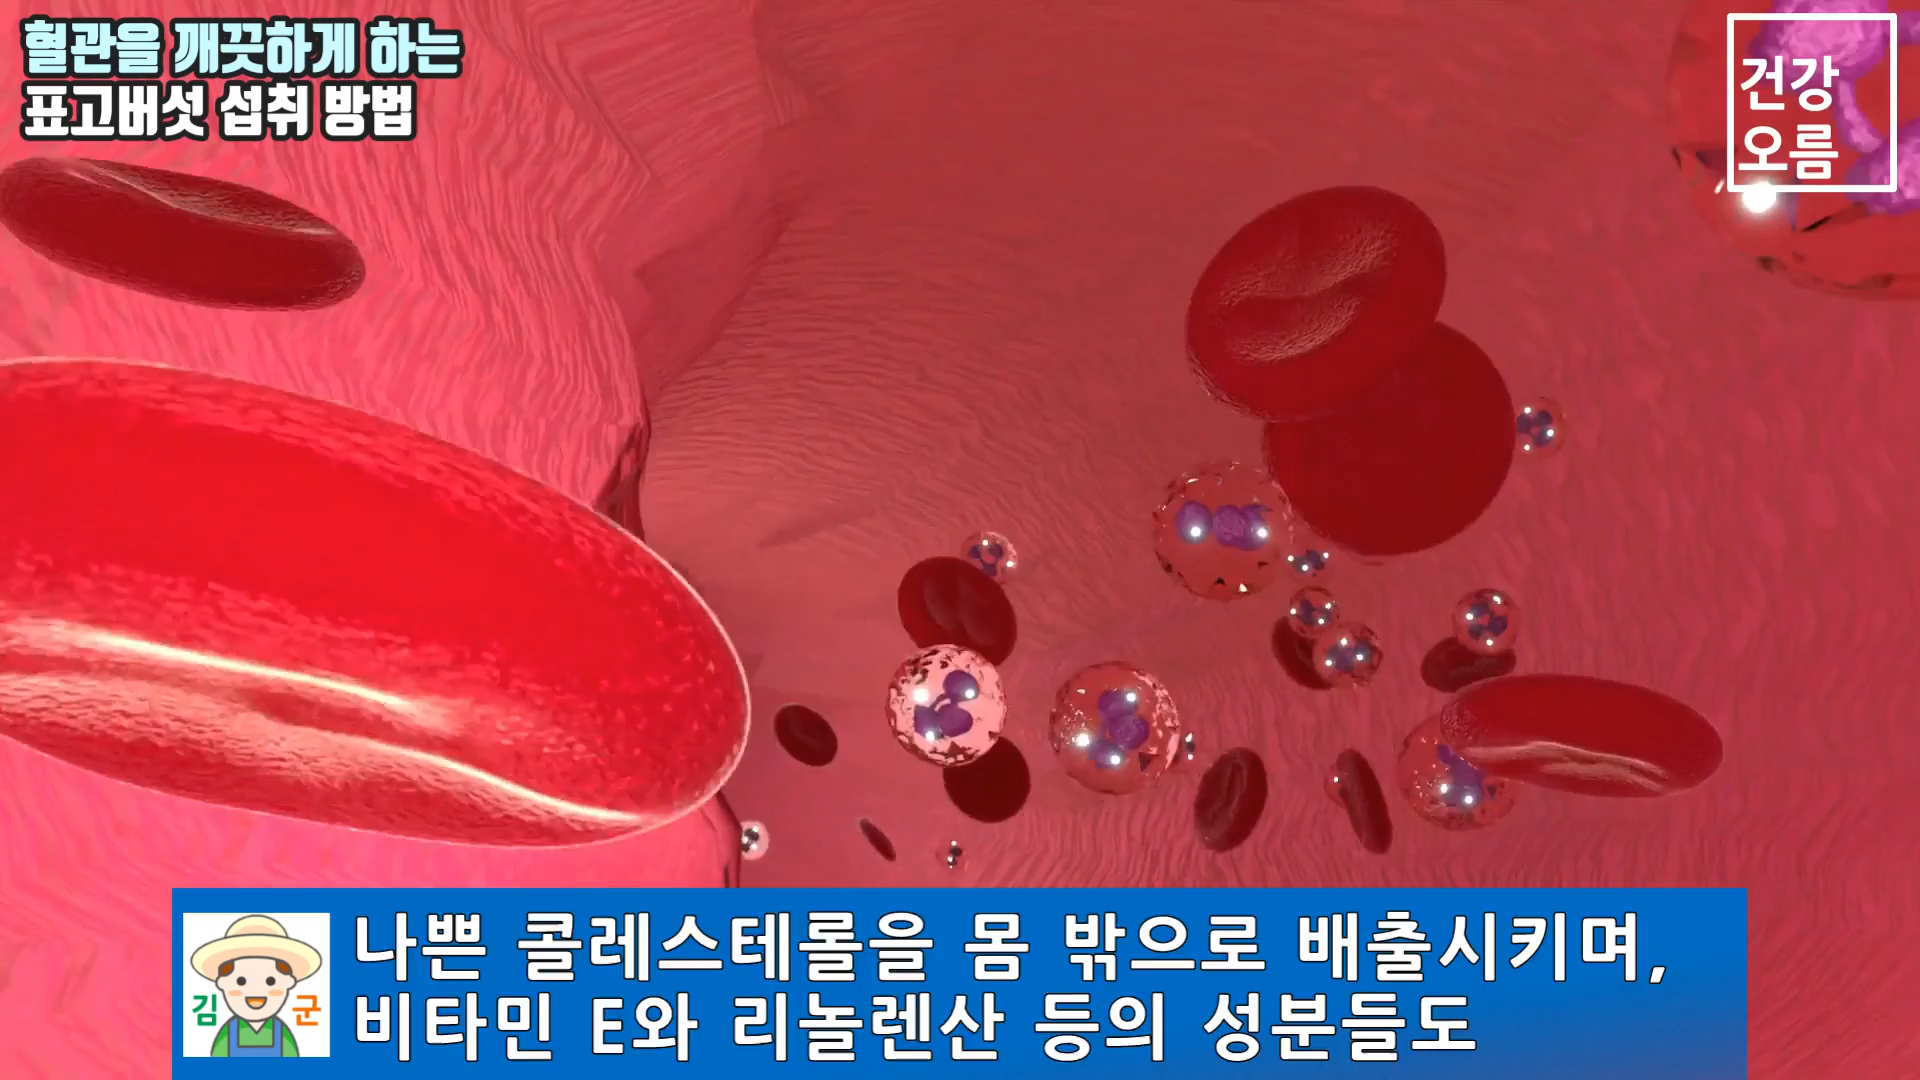 혈관을 깨끗하게 하는
표고버섯 섭취 방법
건강
오름
나쁜 콜레스테롤을 몸 밖으로 배출시키며,
비타민 E와 리놀렌산 등의 성분들도
김 군